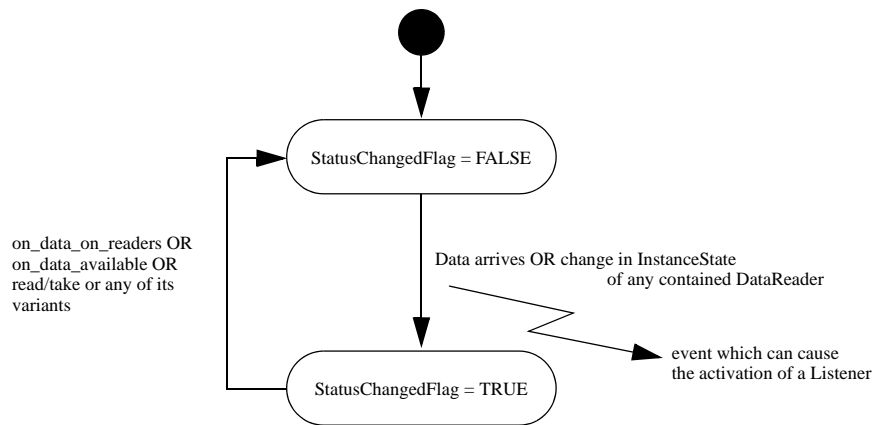 StatusChangedFlag = FALSE
on_data_on_readers OR
on_data_available OR
read/take or any of its
variants
Data arrives OR change in InstanceState
of any contained DataReader
event which can cause
the activation of a Listener
StatusChangedFlag = TRUE